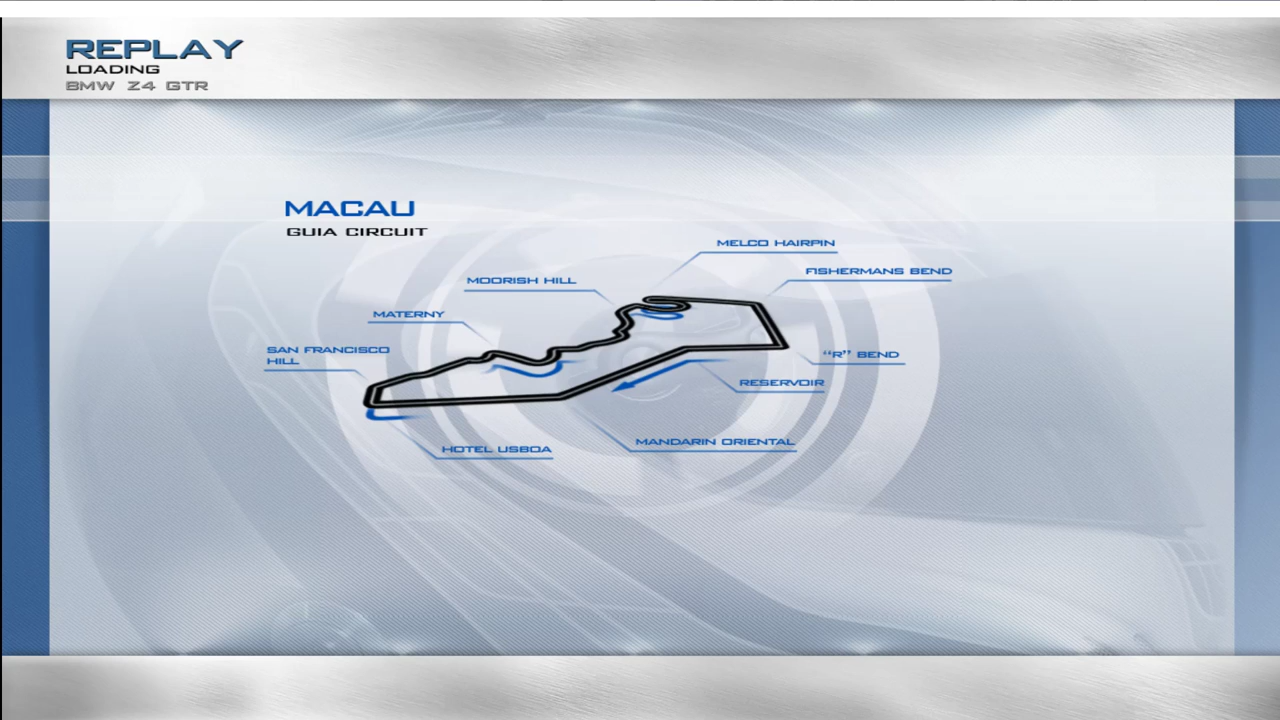 REPLAY
LOADING
BMW Z4 GTR
MACAU
GUIA CIRCUIT
MELCO HAIRPIN
FISHERMANS BEND
MOORISH HILL
MATERNY
SAN FRANCISCO
HILL
"R" BEND
RESERVOIR
MANDARIN ORIENTAL
HOTEL LISBOA